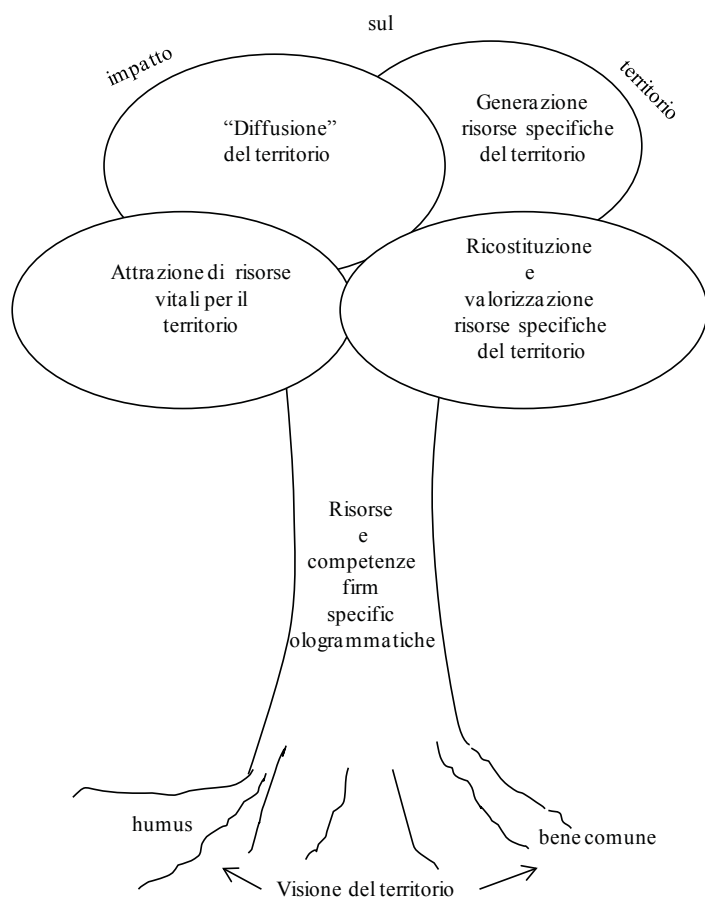 impatto
sul
territorio
“Diffusione”
del territorio
Generazione
risorse specifiche
del territorio
Attrazione di risorse
vitali per il
territorio
Ricostituzione
e
valorizzazione
risorse specifiche
del territorio
Risorse
e
competenze
firm
specific
ologrammatiche
humus
bene comune
Visione del territorio